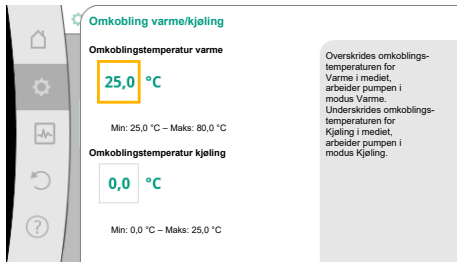 Omkobling varme/kjøling
Omkoblingstemperatur varme
25,0 °C
Min: 25,0 °C – Maks: 80,0 °C
Omkoblingstemperatur kjøling
0,0 °C
Min: 0,0 °C – Maks: 25,0 °C
Overskrides omkoblings-
temperaturen for
Varme i mediet,
arbeider pumpen i
modus Varme.
Underskrides omkoblings-
temperaturen for
Kjøling i mediet,
arbeider pumpen i
modus Kjøling.
?